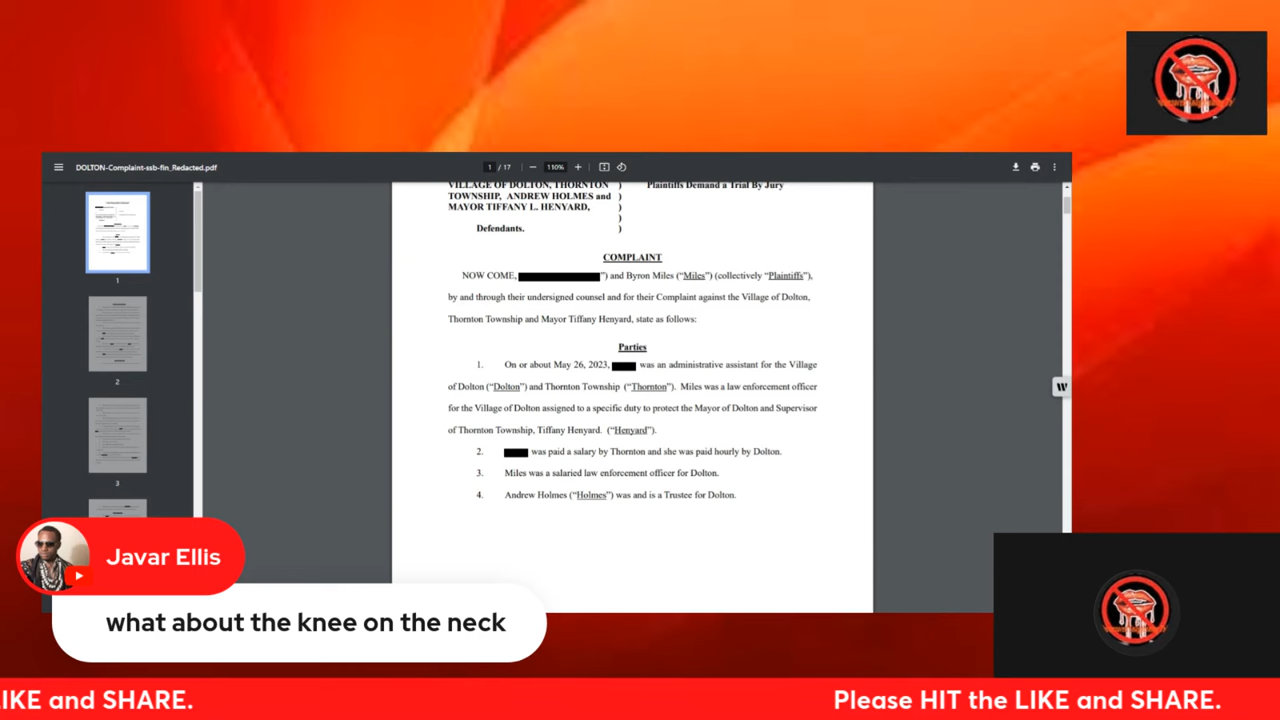 DOLTON-Complaint-ssb-fin_Redacted.pdf
1 / 17
110%
VILLAGE OF DOLTON, THORNTON ) Plaintiffs Demand a Trial By Jury
TOWNSHIP, ANDREW HOLMES and )
MAYOR TIFFANY L. HENYARD, )
)
Defendants. )
COMPLAINT
NOW COME, ") and Byron Miles ("Miles") (collectively "Plaintiffs"),
by and through their undersigned counsel and for their Complaint against the Village of Dolton,
Thornton Township and Mayor Tiffany Henyard, state as follows:
Parties
1. On or about May 26, 2023, was an administrative assistant for the Village
of Dolton ("Dolton") and Thornton Township ("Thornton"). Miles was a law enforcement officer
for the Village of Dolton assigned to a specific duty to protect the Mayor of Dolton and Supervisor
of Thornton Township, Tiffany Henyard. ("Henyard").
2. was paid a salary by Thornton and she was paid hourly by Dolton.
3. Miles was a salaried law enforcement officer for Dolton.
4. Andrew Holmes ("Holmes") was and is a Trustee for Dolton.
1
2
3
W
Javar Ellis
what about the knee on the neck
LIKE and SHARE.
Please HIT the LIKE and SHARE.